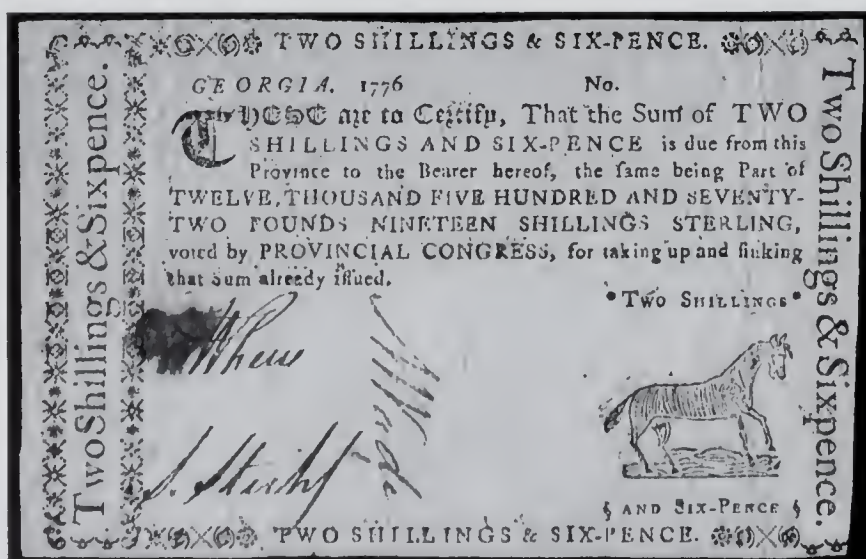 TWO SHILLINGS & SIX-PENCE.
Two Shillings & Sixpence.
GEORGIA. 1776 No.
THESE are to Certify, That the Sum of TWO
SHILLINGS AND SIX-PENCE is due from this
Province to the Bearer hereof, the ſame being Part of
TWELVE THOUSAND FIVE HUNDRED AND SEVENTY-
TWO POUNDS NINETEEN SHILLINGS STERLING,
voted by PROVINCIAL CONGRESS, for taking up and ſinking
that Sum already iſſued.
*TWO SHILLINGS*
Wade
§ AND SIX-PENCE §
TWO SHILLINGS & SIX-PENCE.
Two Shillings & Sixpence.